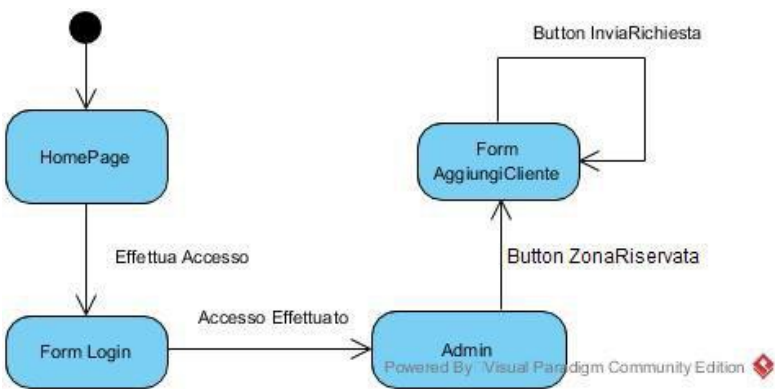 Button InviaRichiesta
HomePage
Form
AggiungiCliente
Effettua Accesso
Button ZonaRiservata
Accesso Effettuato
Form Login
Admin
Powered By Visual Paradigm Community Edition